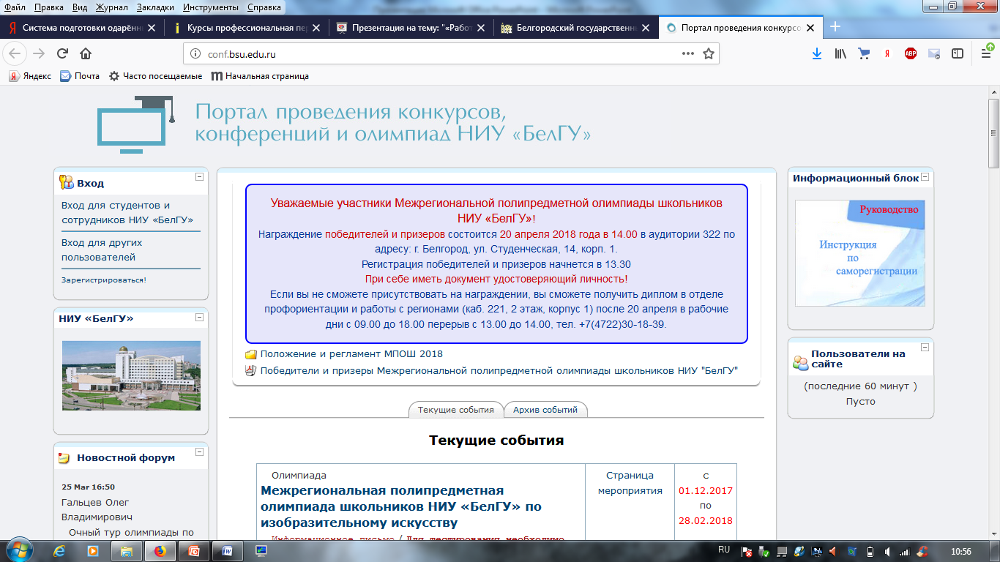 Файл Правка Вид Журнал Закладки Инструменты Справка
Система подготовки одарённ
Курсы профессиональная пер
Презентация на тему: "«Работ
Белгородский государственн
Портал проведения конкурсо
conf.bsu.edu.ru
ABP
Яндекс Почта Часто посещаемые Начальная страница
Портал проведения конкурсов,
конференций и олимпиад НИУ «БелГУ»
Вход
Вход для студентов и
сотрудников НИУ «БелГУ»
Вход для других
пользователей
Зарегистрироваться!
НИУ «БелГУ»
Новостной форум
25 Mar 16:50
Гальцев Олег
Владимирович
Очный тур олимпиады по
Уважаемые участники Межрегиональной полипредметной олимпиады школьников
НИУ «БелГУ»!
Награждение победителей и призеров состоится 20 апреля 2018 года в 14.00 в аудитории 322 по
адресу: г. Белгород, ул. Студенческая, 14, корп. 1.
Регистрация победителей и призеров начнется в 13.30
При себе иметь документ удостоверяющий личность!
Если вы не сможете присутствовать на награждении, вы сможете получить диплом в отделе
профориентации и работы с регионами (каб. 221, 2 этаж, корпус 1) после 20 апреля в рабочие
дни с 09.00 до 18.00 перерыв с 13.00 до 14.00, тел. +7(4722)30-18-39.
Положение и регламент МПОШ 2018
Победители и призеры Межрегиональной полипредметной олимпиады школьников НИУ "БелГУ"
Текущие события Архив событий
Текущие события
Олимпиада
Межрегиональная полипредметная
олимпиада школьников НИУ «БелГУ» по
изобразительному искусству
Информационное письмо / Для тестирования необходимо
Страница
мероприятия
с
01.12.2017
по
28.02.2018
Информационный блок
Руководство
Инструкция
по
саморегистрации
Пользователи на
сайте
(последние 60 минут )
Пусто
RU
10:56